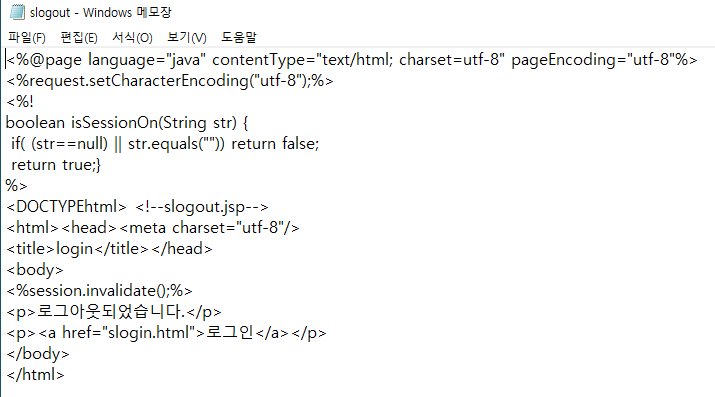 slogout - Windows 메모장
파일(F) 편집(E) 서식(O) 보기(V) 도움말
<%@page language="java" contentType="text/html; charset=utf-8" pageEncoding="utf-8"%>
<%request.setCharacterEncoding("utf-8");%>
<%!
boolean isSessionOn(String str) {
 if( (str==null) || str.equals("")) return false;
 return true;}
%>
<DOCTYPEhtml> <!--slogout.jsp-->
<html><head><meta charset="utf-8"/>
<title>login</title></head>
<body>
<%session.invalidate();%>
<p>로그아웃되었습니다.</p>
<p><a href="slogin.html">로그인</a></p>
</body>
</html>